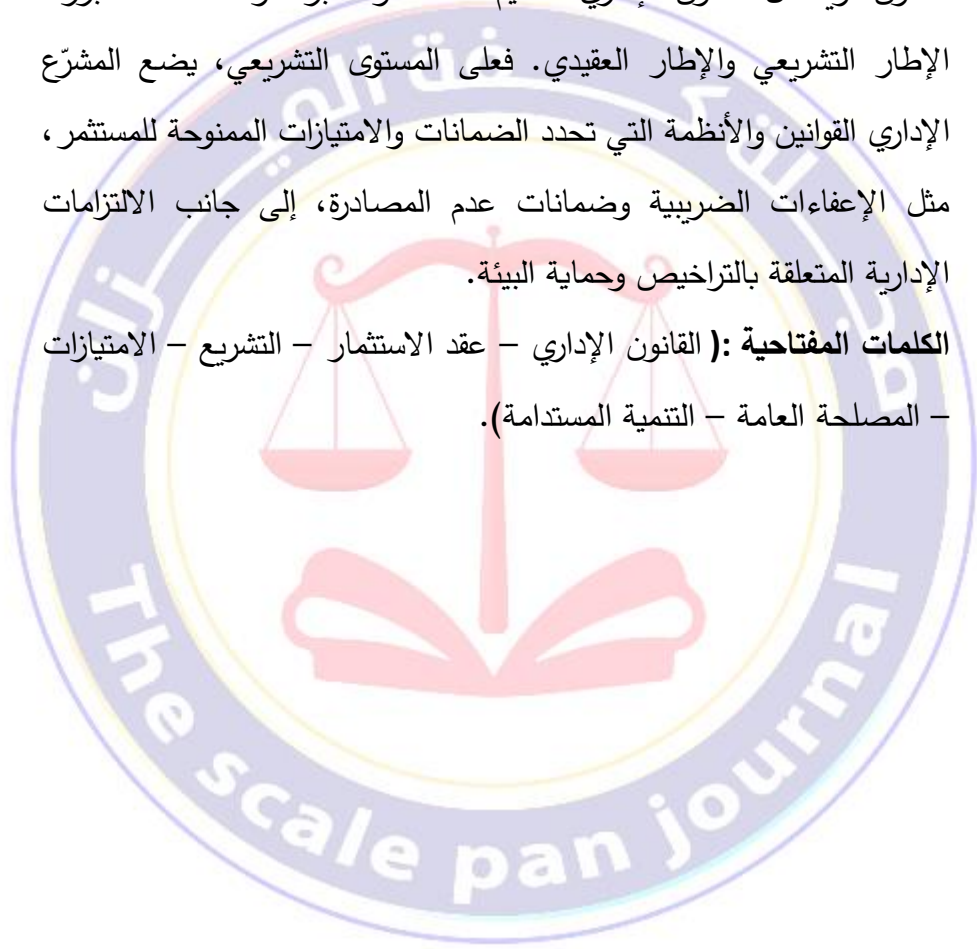 الإطار التشريعي والإطار العقيدي. فعلى المستوى التشريعي، يضع المشرّع
الإداري القوانين والأنظمة التي تحدد الضمانات والامتيازات الممنوحة للمستثمر،
مثل الإعفاءات الضريبية وضمانات عدم المصادرة، إلى جانب الالتزامات
الإدارية المتعلقة بالتراخيص وحماية البيئة.
الكلمات المفتاحية :( القانون الإداري – عقد الاستثمار – التشريع – الامتيازات
– المصلحة العامة – التنمية المستدامة).
The scale pan journal